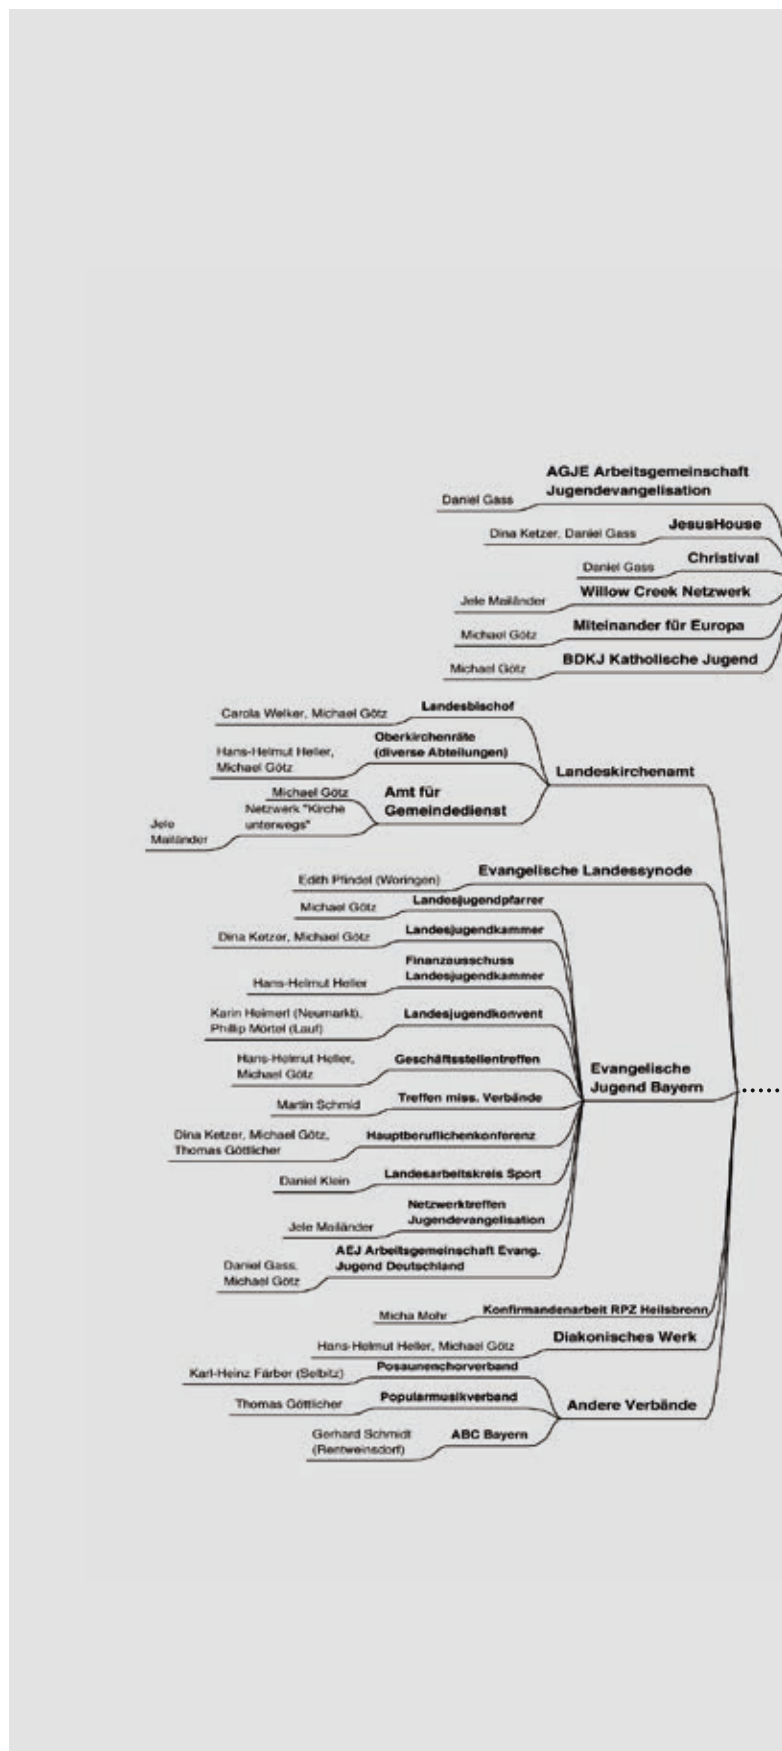 AGJE Arbeitsgemeinschaft
Jugendevangelisation
Daniel Gass
JesusHouse
Dina Ketzer, Daniel Gass
Christival
Daniel Gass
Willow Creek Netzwerk
Jele Mailänder
Miteinander für Europa
Michael Götz
BDKJ Katholische Jugend
Michael Götz
Landesbischof
Carola Welker, Michael Götz
Oberkirchenräte
(diverse Abteilungen)
Hans-Helmut Heller,
Michael Götz
Landeskirchenamt
Amt für
Gemeindedienst
Michael Götz
Netzwerk "Kirche
unterwegs"
Jele
Mailänder
Evangelische Landessynode
Edith Pfindel (Woringen)
Landesjugendpfarrer
Michael Götz
Landesjugendkammer
Dina Ketzer, Michael Götz
Finanzausschuss
Landesjugendkammer
Hans-Helmut Heller
Landesjugendkonvent
Karin Heimerl (Neumarkt),
Phillip Mörtel (Lauf)
Geschäftsstellentreffen
Hans-Helmut Heller,
Michael Götz
Evangelische
Jugend Bayern
Treffen miss. Verbände
Martin Schmid
Hauptberuflichenkonferenz
Dina Ketzer, Michael Götz,
Thomas Göttlicher
Landesarbeitskreis Sport
Daniel Klein
Netzwerktreffen
Jugendevangelisation
Jele Mailänder
AEJ Arbeitsgemeinschaft Evang.
Jugend Deutschland
Daniel Gass,
Michael Götz
Konfirmandenarbeit RPZ Heilsbronn
Micha Mohr
Diakonisches Werk
Hans-Helmut Heller, Michael Götz
Posaunenchorverband
Karl-Heinz Färber (Selbitz)
Popularmusikverband
Thomas Göttlicher
Andere Verbände
ABC Bayern
Gerhard Schmidt
(Rentweinsdorf)